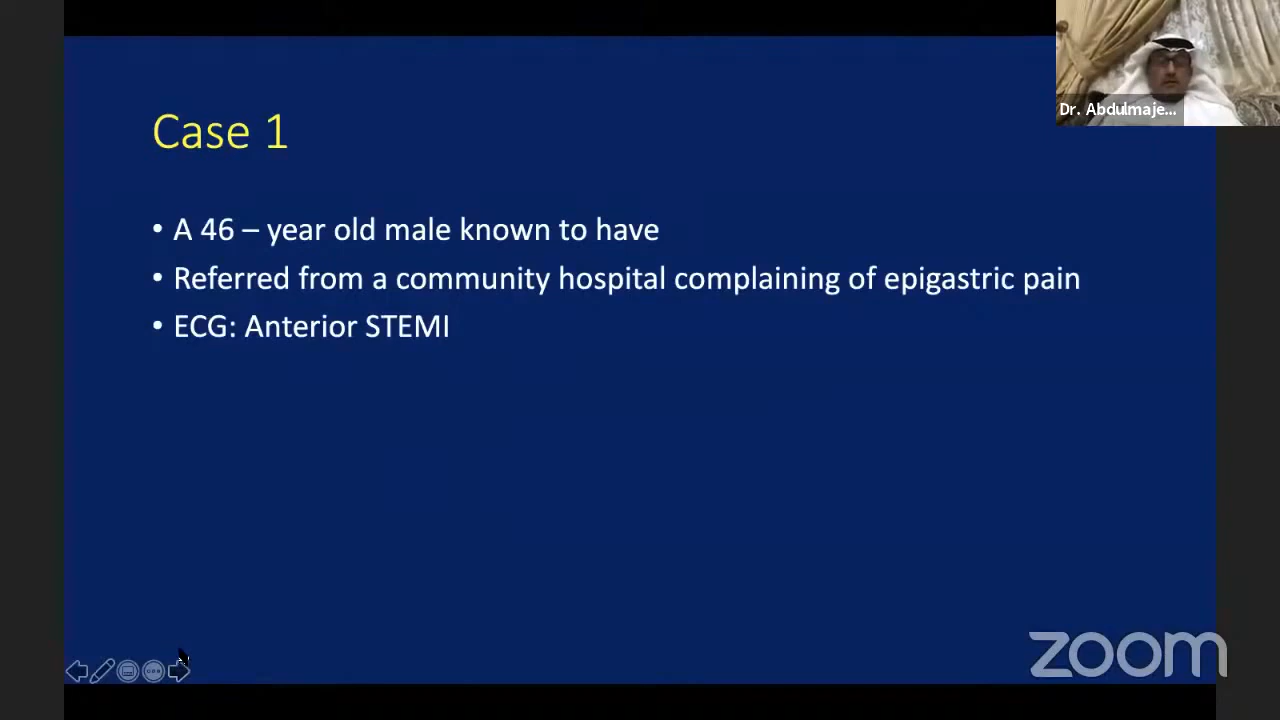 Dr. Abdulmaje...
Case 1
• A 46 – year old male known to have
• Referred from a community hospital complaining of epigastric pain
• ECG: Anterior STEMI
zoom